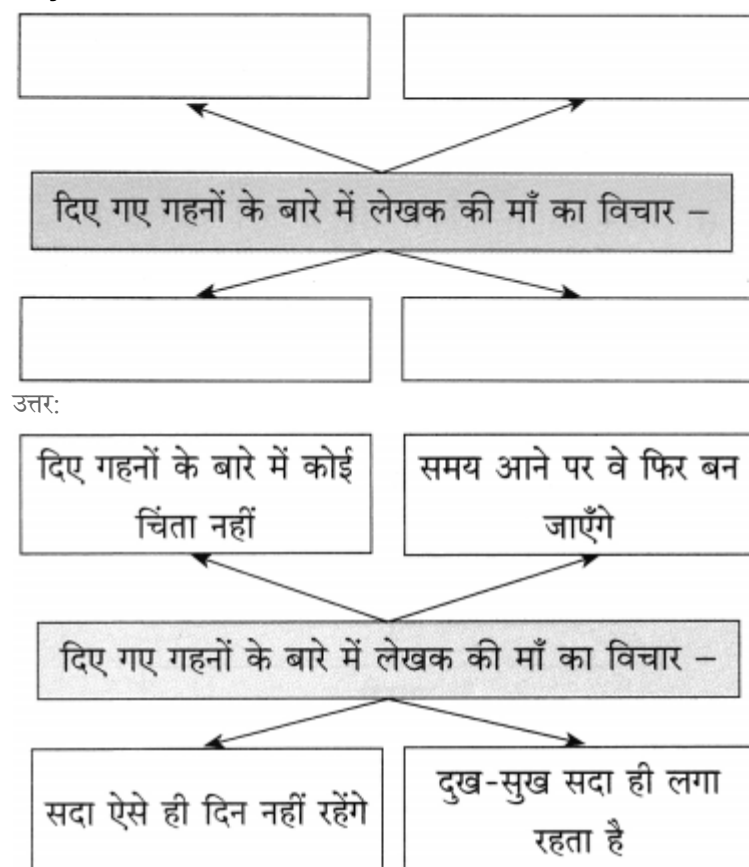 दिए गए गहनों के बारे में लेखक की माँ का विचार –
उत्तर:
दिए गहनों के बारे में कोई
चिंता नहीं
समय आने पर वे फिर बन
जाएँगे
दिए गए गहनों के बारे में लेखक की माँ का विचार –
सदा ऐसे ही दिन नहीं रहेंगे
दुख-सुख सदा ही लगा
रहता है